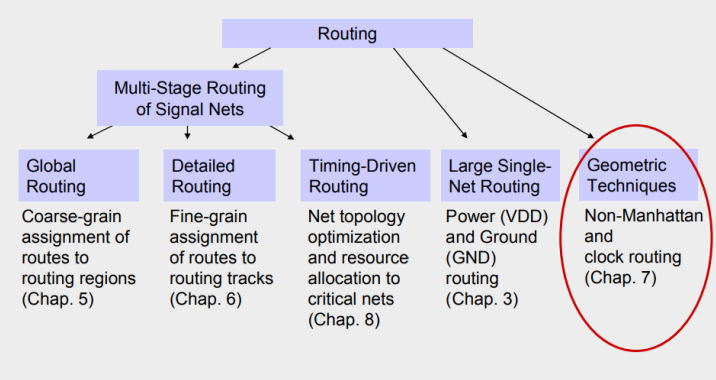 Routing
Multi-Stage Routing
of Signal Nets
Global
Routing
Coarse-grain
assignment of
routes to
routing regions
(Chap. 5)
Detailed
Routing
Fine-grain
assignment
of routes to
routing tracks
(Chap. 6)
Timing-Driven
Routing
Net topology
optimization
and resource
allocation to
critical nets
(Chap. 8)
Large Single-
Net Routing
Power (VDD)
and Ground
(GND)
routing
(Chap. 3)
Geometric
Techniques
Non-Manhattan
and
clock routing
(Chap. 7)